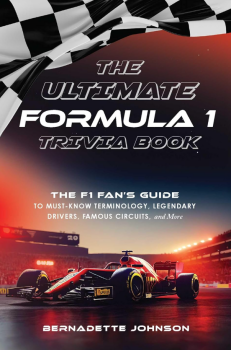 THE
ULTIMATE
FORMULA 1
TRIVIA BOOK
THE F1 FAN'S GUIDE
TO MUST-KNOW TERMINOLOGY, LEGENDARY
DRIVERS, FAMOUS CIRCUITS, and More
BERNADETTE JOHNSON